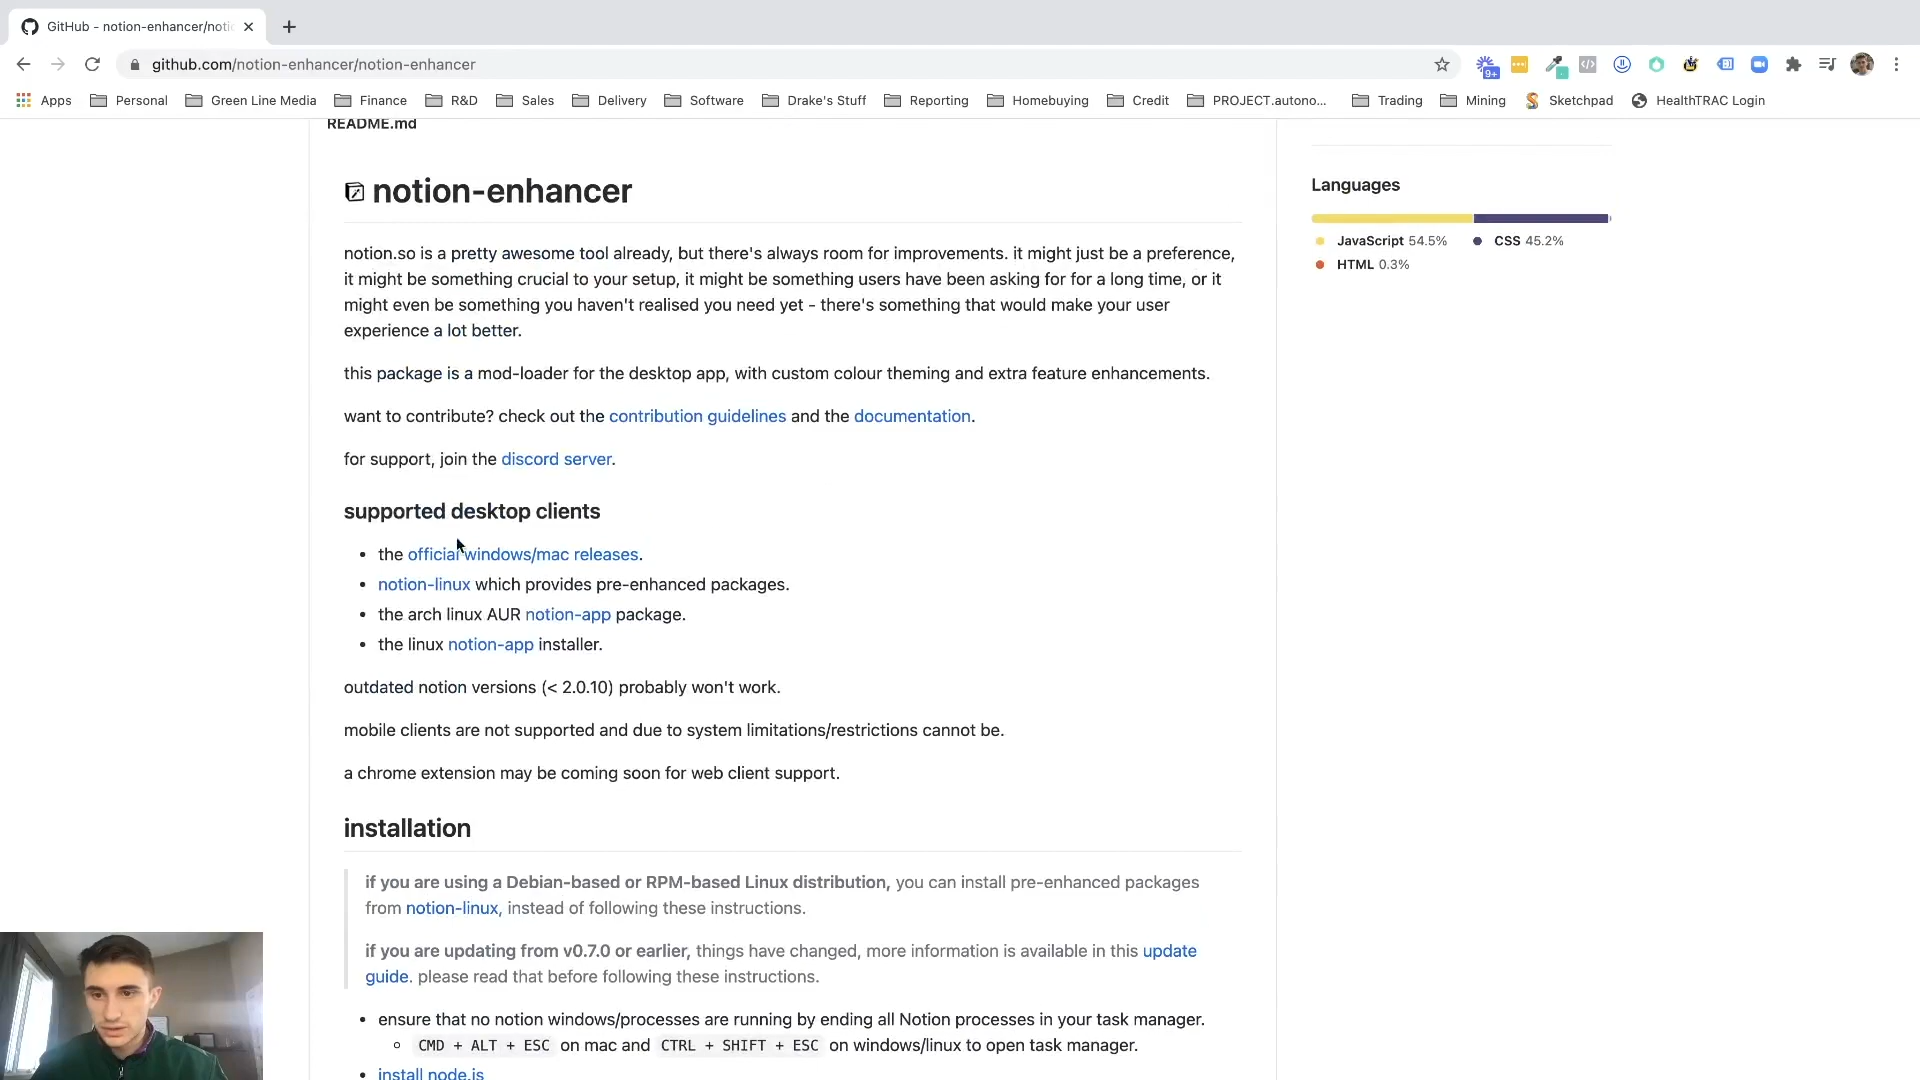 GitHub - notion-enhancer/noti
github.com/notion-enhancer/notion-enhancer
9+
Apps Personal Green Line Media Finance R&D Sales Delivery Software Drake's Stuff Reporting Homebuying Credit PROJECT.autono... Trading Mining Sketchpad HealthTRAC Login
README.md
notion-enhancer
notion.so is a pretty awesome tool already, but there's always room for improvements. it might just be a preference,
it might be something crucial to your setup, it might be something users have been asking for for a long time, or it
might even be something you haven't realised you need yet - there's something that would make your user
experience a lot better.
this package is a mod-loader for the desktop app, with custom colour theming and extra feature enhancements.
want to contribute? check out the contribution guidelines and the documentation.
for support, join the discord server.
supported desktop clients
• the official windows/mac releases.
• notion-linux which provides pre-enhanced packages.
• the arch linux AUR notion-app package.
• the linux notion-app installer.
outdated notion versions (< 2.0.10) probably won't work.
mobile clients are not supported and due to system limitations/restrictions cannot be.
a chrome extension may be coming soon for web client support.
installation
if you are using a Debian-based or RPM-based Linux distribution, you can install pre-enhanced packages
from notion-linux, instead of following these instructions.
if you are updating from v0.7.0 or earlier, things have changed, more information is available in this update
guide. please read that before following these instructions.
• ensure that no notion windows/processes are running by ending all Notion processes in your task manager.
◦ CMD + ALT + ESC on mac and CTRL + SHIFT + ESC on windows/linux to open task manager.
• install node.js
Languages
JavaScript 54.5% CSS 45.2%
HTML 0.3%